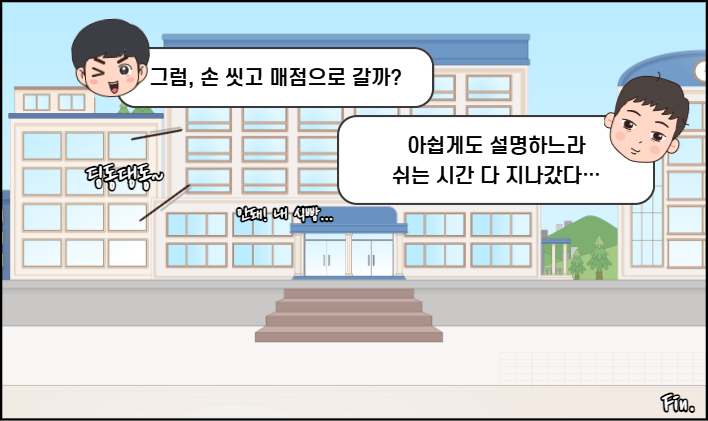 그럼, 손 씻고 매점으로 갈까?
아쉽게도 설명하느라
쉬는 시간 다 지나갔다…
딩동댕동~
안돼! 내 식빵...
Fin.